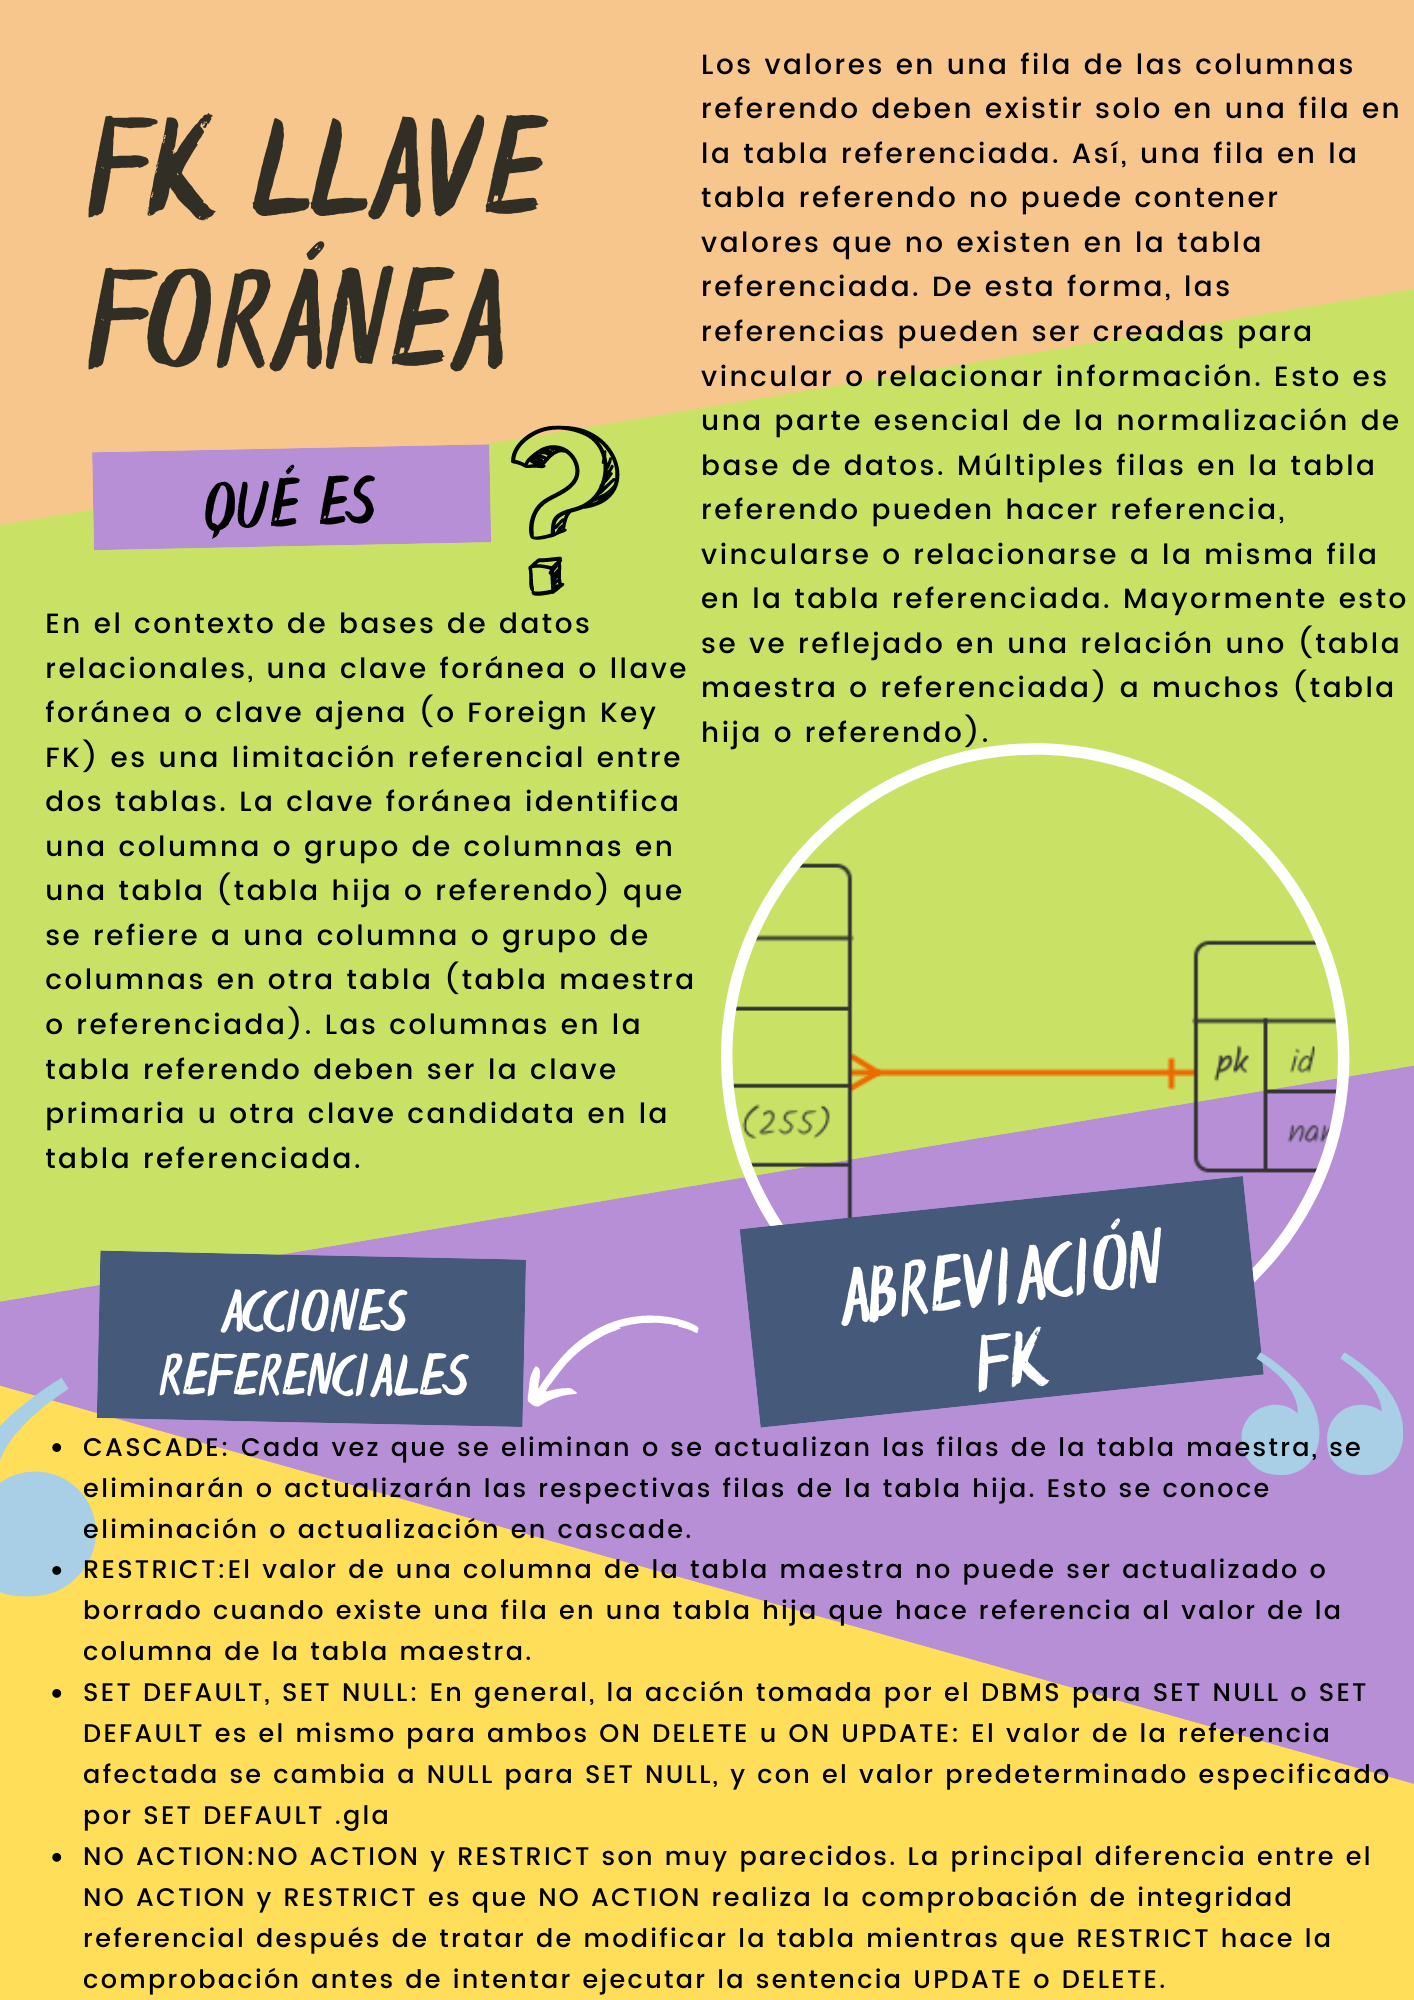 FK LLAVE
FORÁNEA
QUÉ ES
?
En el contexto de bases de datos
relacionales, una clave foránea o llave
foránea o clave ajena (o Foreign Key
FK) es una limitación referencial entre
dos tablas. La clave foránea identifica
una columna o grupo de columnas en
una tabla (tabla hija o referendo) que
se refiere a una columna o grupo de
columnas en otra tabla (tabla maestra
o referenciada). Las columnas en la
tabla referendo deben ser la clave
primaria u otra clave candidata en la
tabla referenciada.
Los valores en una fila de las columnas
referendo deben existir solo en una fila en
la tabla referenciada. Así, una fila en la
tabla referendo no puede contener
valores que no existen en la tabla
referenciada. De esta forma, las
referencias pueden ser creadas para
vincular o relacionar información. Esto es
una parte esencial de la normalización de
base de datos. Múltiples filas en la tabla
referendo pueden hacer referencia,
vincularse o relacionarse a la misma fila
en la tabla referenciada. Mayormente esto
se ve reflejado en una relación uno (tabla
maestra o referenciada) a muchos (tabla
hija o referendo).
pk id
(255)
ABREVIACIÓN
FK
ACCIONES
REFERENCIALES
• CASCADE: Cada vez que se eliminan o se actualizan las filas de la tabla maestra, se
eliminarán o actualizarán las respectivas filas de la tabla hija. Esto se conoce
eliminación o actualización en cascade.
• RESTRICT:El valor de una columna de la tabla maestra no puede ser actualizado o
borrado cuando existe una fila en una tabla hija que hace referencia al valor de la
columna de la tabla maestra.
• SET DEFAULT, SET NULL: En general, la acción tomada por el DBMS para SET NULL o SET
DEFAULT es el mismo para ambos ON DELETE u ON UPDATE: El valor de la referencia
afectada se cambia a NULL para SET NULL, y con el valor predeterminado especificado
por SET DEFAULT .gla
• NO ACTION:NO ACTION y RESTRICT son muy parecidos. La principal diferencia entre el
NO ACTION y RESTRICT es que NO ACTION realiza la comprobación de integridad
referencial después de tratar de modificar la tabla mientras que RESTRICT hace la
comprobación antes de intentar ejecutar la sentencia UPDATE o DELETE.